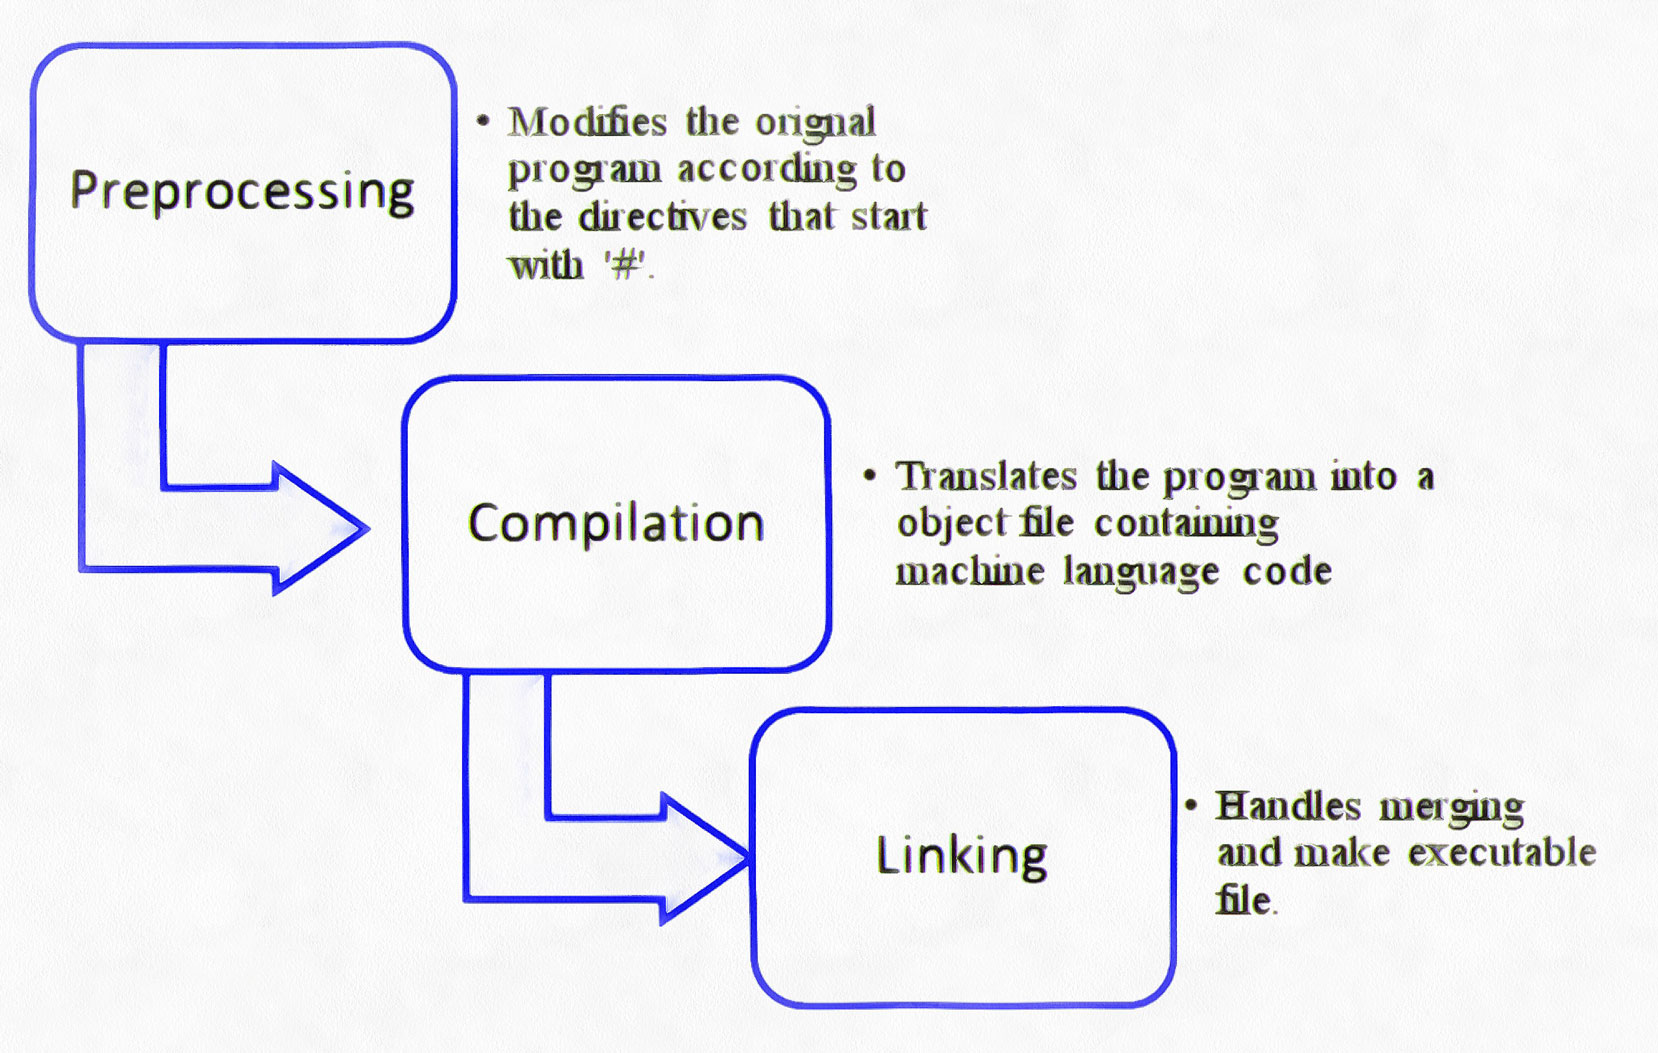 Preprocessing
• Modifies the orignal
program according to
the directives that start
with '#'.
Compilation
• Translates the program into a
object file containing
machine language code
Linking
• Handles merging
and make executable
file.